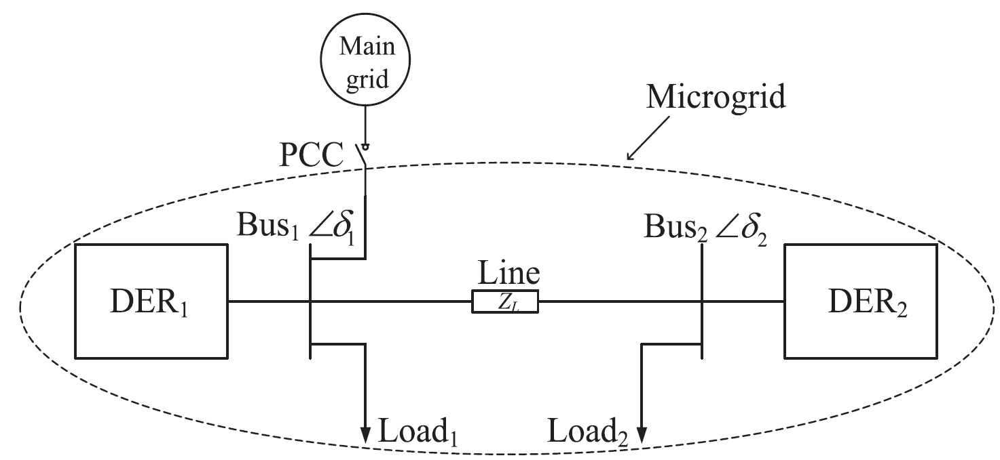 Main
grid
Microgrid
PCC
Bus₁ ∠δ₁
Bus₂ ∠δ₂
Line
DER₁
Z_L
DER₂
Load₁
Load₂